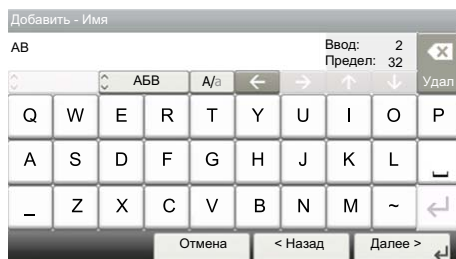 Добавить - Имя
AB
Ввод: 2
Предел: 32
АБВ A/a ← → ↑ ↓ Удал
Q W E R T Y U I O P
A S D F G H J K L
_ Z X C V B N M ~
Отмена < Назад Далее >